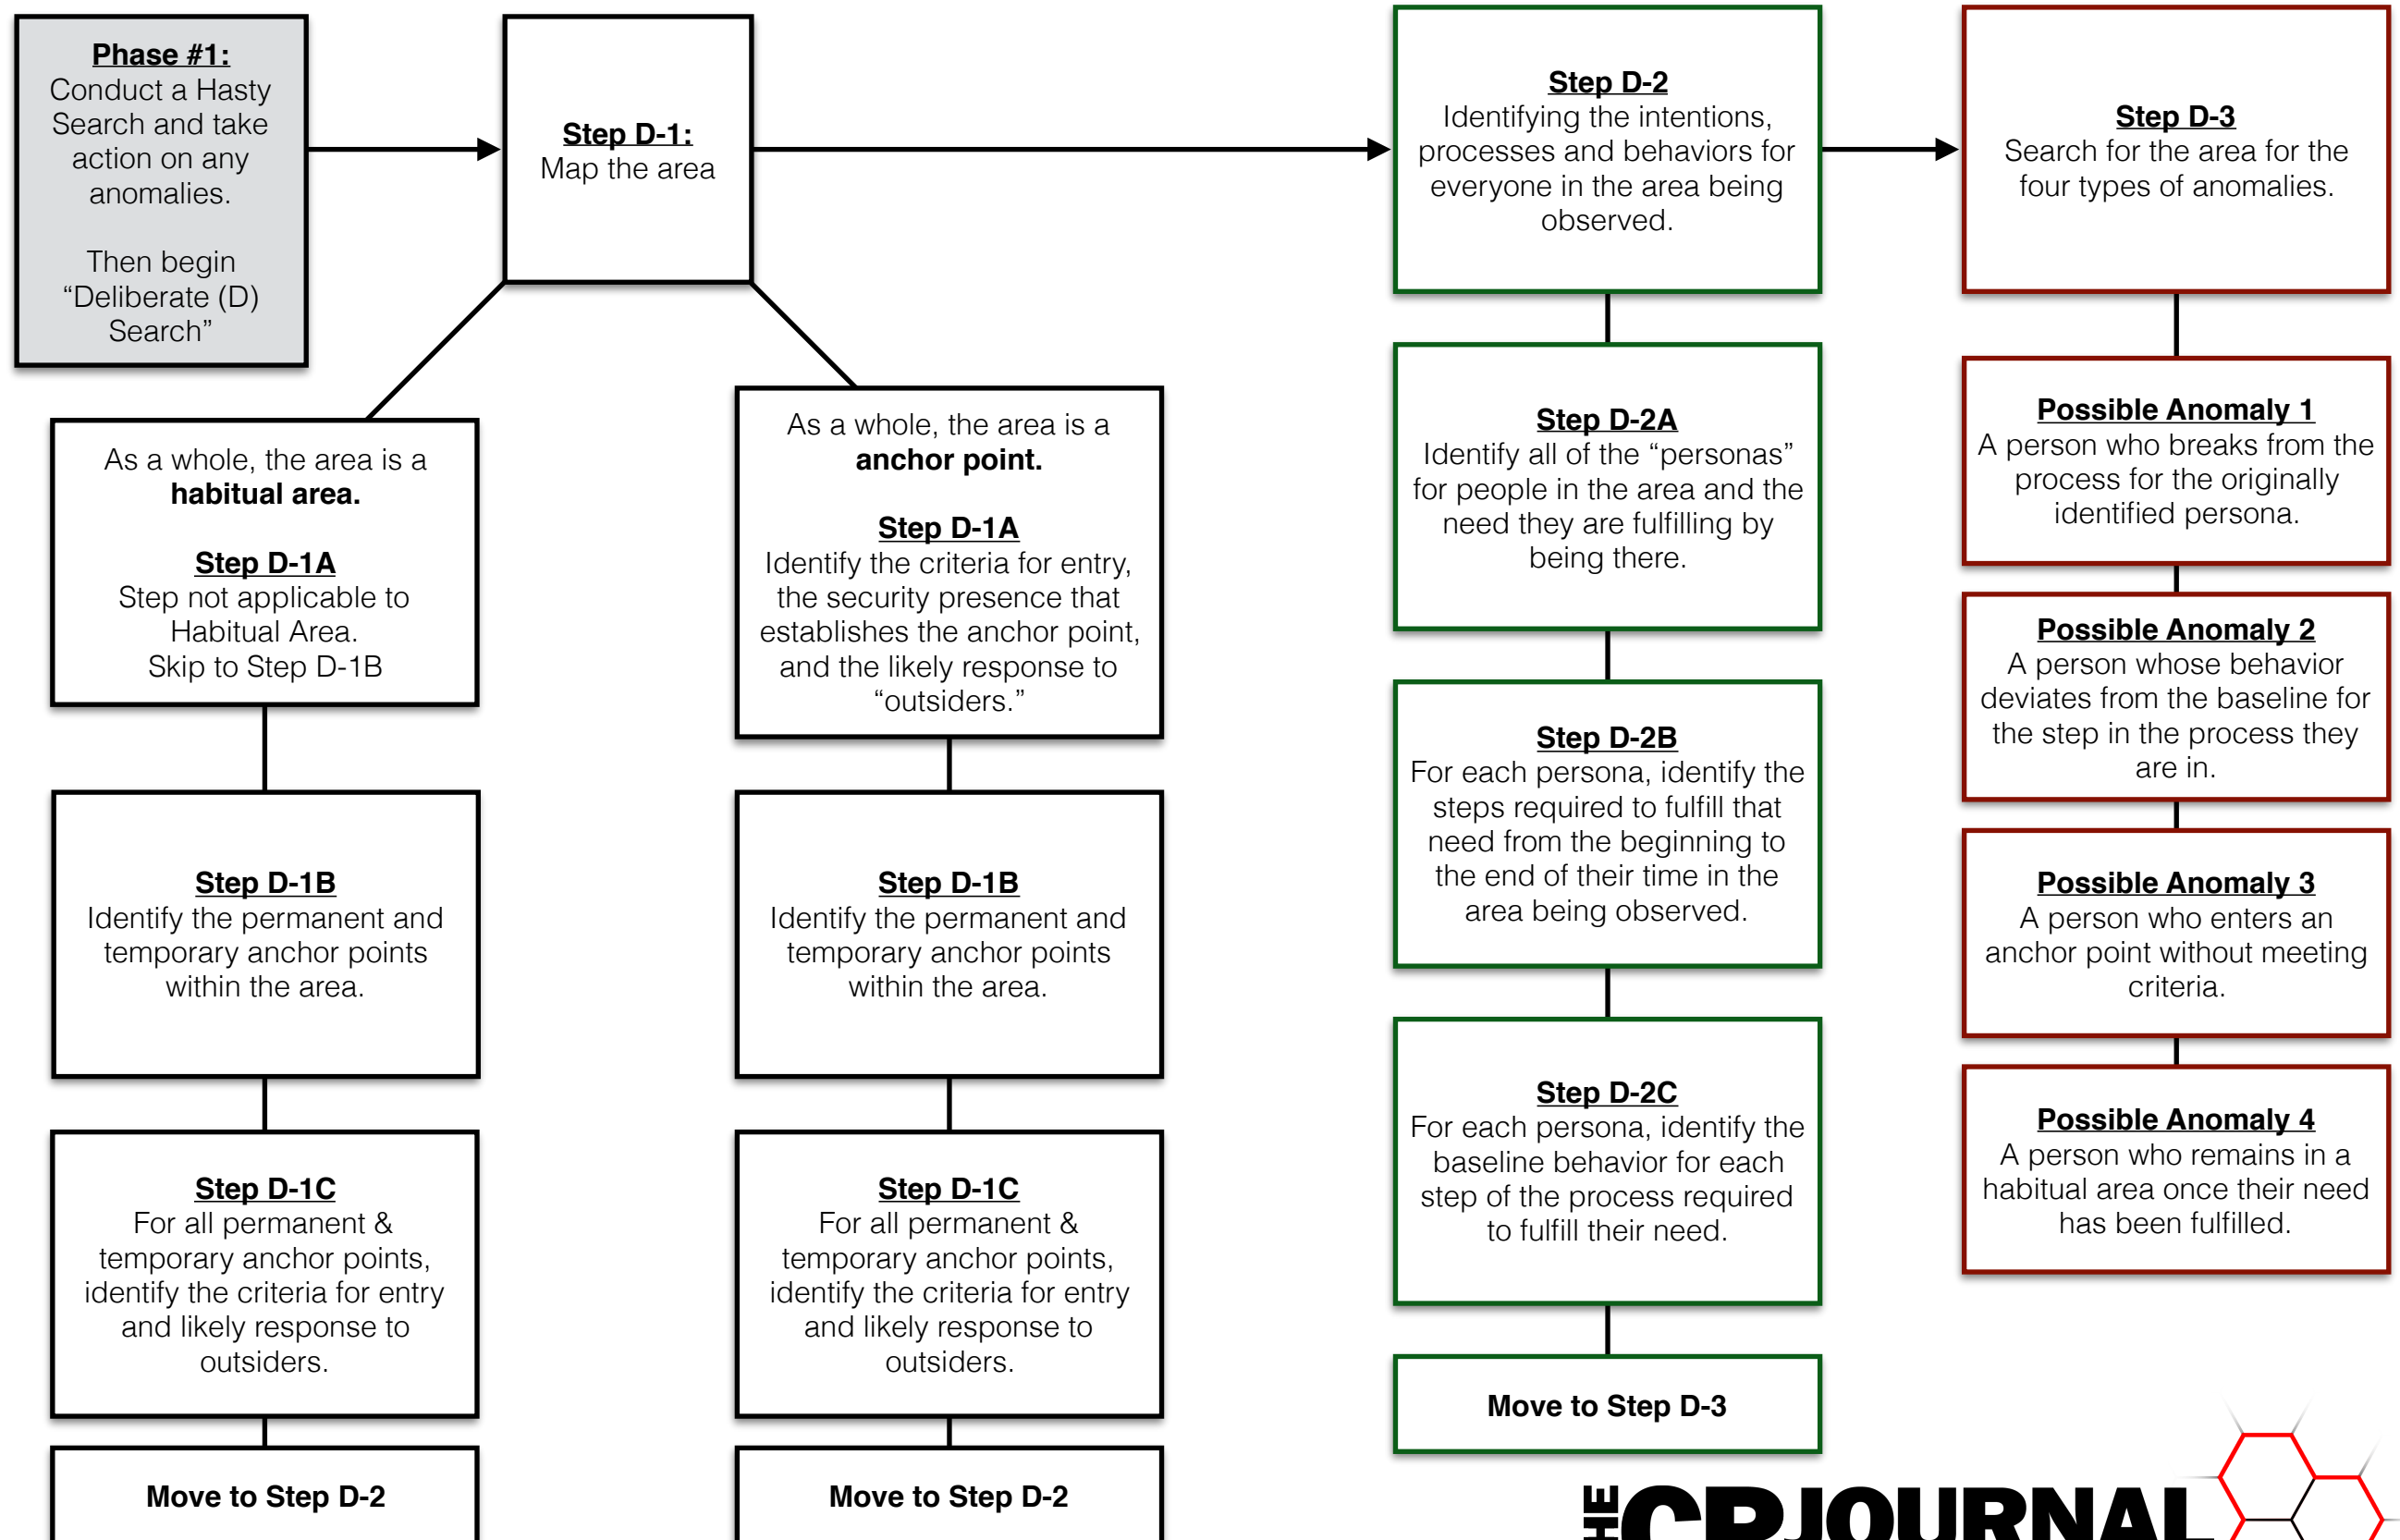 Phase #1:
Conduct a Hasty
Search and take
action on any
anomalies.
Then begin
“Deliberate (D)
Search”
Step D-1:
Map the area
As a whole, the area is a
habitual area.
Step D-1A
Step not applicable to
Habitual Area.
Skip to Step D-1B
Step D-1B
Identify the permanent and
temporary anchor points
within the area.
Step D-1C
For all permanent &
temporary anchor points,
identify the criteria for entry
and likely response to
outsiders.
Move to Step D-2
As a whole, the area is a
anchor point.
Step D-1A
Identify the criteria for entry,
the security presence that
establishes the anchor point,
and the likely response to
“outsiders.”
Step D-1B
Identify the permanent and
temporary anchor points
within the area.
Step D-1C
For all permanent &
temporary anchor points,
identify the criteria for entry
and likely response to
outsiders.
Move to Step D-2
Step D-2
Identifying the intentions,
processes and behaviors for
everyone in the area being
observed.
Step D-2A
Identify all of the “personas”
for people in the area and the
need they are fulfilling by
being there.
Step D-2B
For each persona, identify the
steps required to fulfill that
need from the beginning to
the end of their time in the
area being observed.
Step D-2C
For each persona, identify the
baseline behavior for each
step of the process required
to fulfill their need.
Move to Step D-3
Step D-3
Search for the area for the
four types of anomalies.
Possible Anomaly 1
A person who breaks from the
process for the originally
identified persona.
Possible Anomaly 2
A person whose behavior
deviates from the baseline for
the step in the process they
are in.
Possible Anomaly 3
A person who enters an
anchor point without meeting
criteria.
Possible Anomaly 4
A person who remains in a
habitual area once their need
has been fulfilled.
THE CP JOURNAL